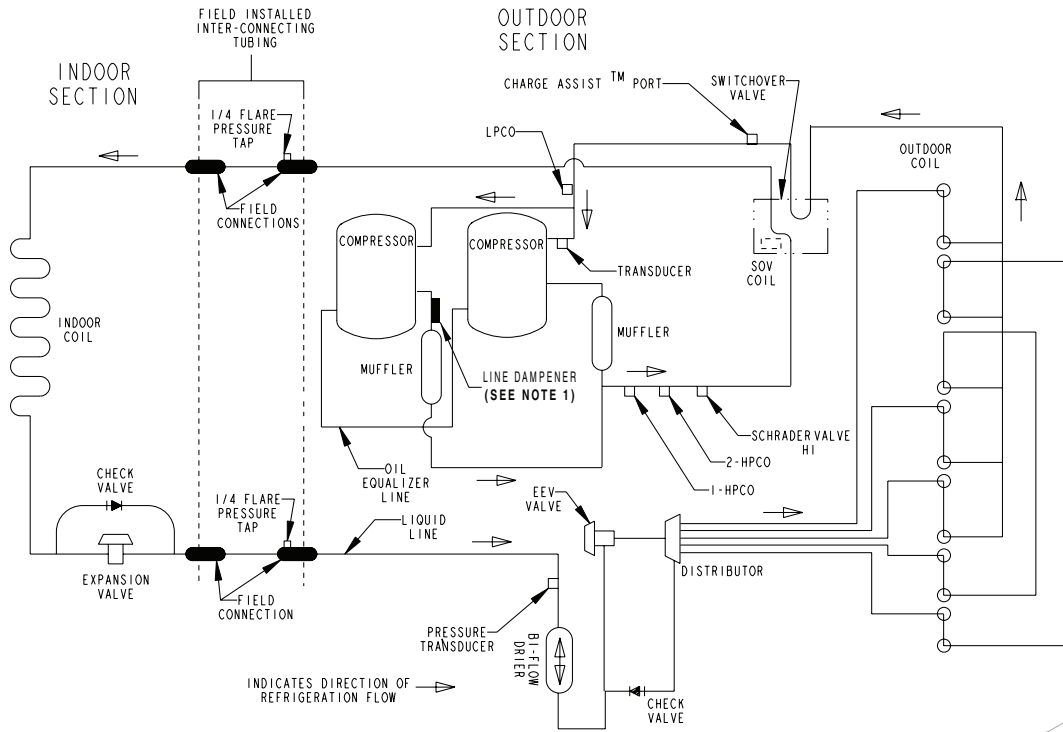 FIELD INSTALLED
INTER-CONNECTING
TUBING
OUTDOOR
SECTION
INDOOR
SECTION
CHARGE ASSIST TM PORT
SWITCHOVER
VALVE
1/4 FLARE
PRESSURE
TAP
LPCO
OUTDOOR
COIL
FIELD
CONNECTIONS
COMPRESSOR
COMPRESSOR
TRANSDUCER
SOV
COIL
INDOOR
COIL
MUFFLER
MUFFLER
LINE DAMPENER
(SEE NOTE 1)
SCHRADER VALVE
HI
2-HPCO
1-HPCO
OIL
EQUALIZER
LINE
CHECK
VALVE
1/4 FLARE
PRESSURE
TAP
LIQUID
LINE
EEV
VALVE
DISTRIBUTOR
EXPANSION
VALVE
FIELD
CONNECTION
PRESSURE
TRANSDUCER
BI-FLOW
DRIER
INDICATES DIRECTION OF
REFRIGERATION FLOW
CHECK
VALVE